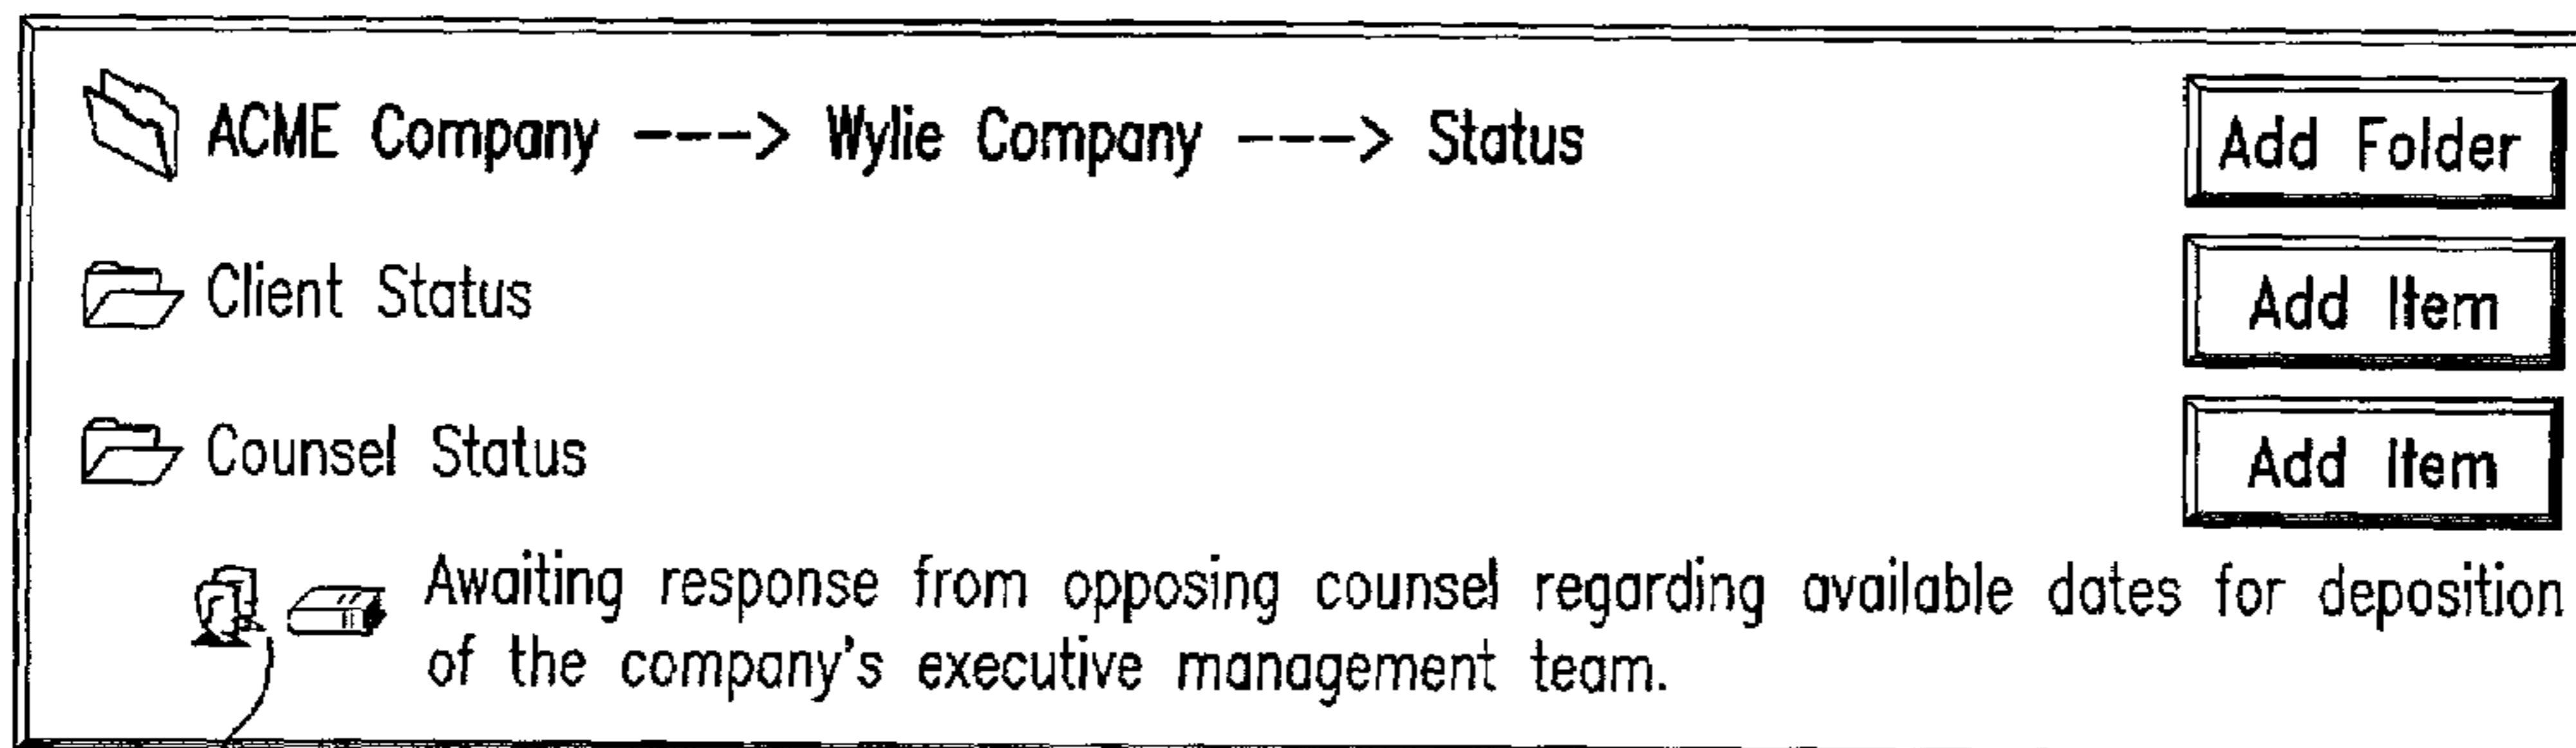 ACME Company ---> Wylie Company ---> Status
Add Folder
Client Status
Add Item
Counsel Status
Add Item
Awaiting response from opposing counsel regarding available dates for deposition
of the company's executive management team.